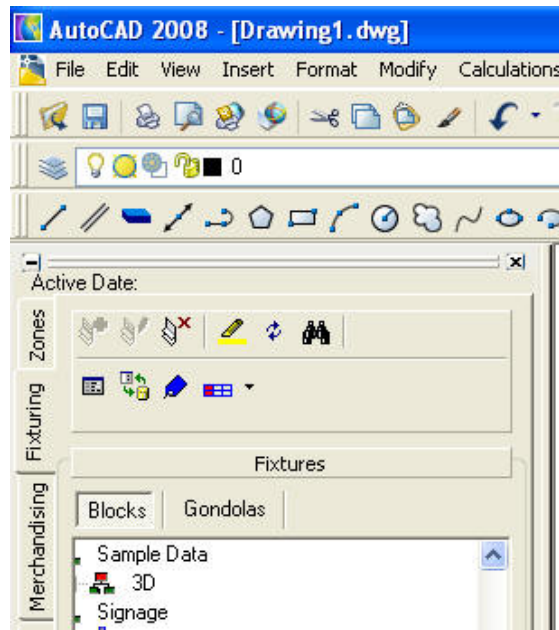 AutoCAD 2008 - [Drawing1.dwg]
File Edit View Insert Format Modify Calculations
0
Active Date:
Zones
Fixturing
Merchandising
Fixtures
Blocks Gondolas
Sample Data
3D
Signage